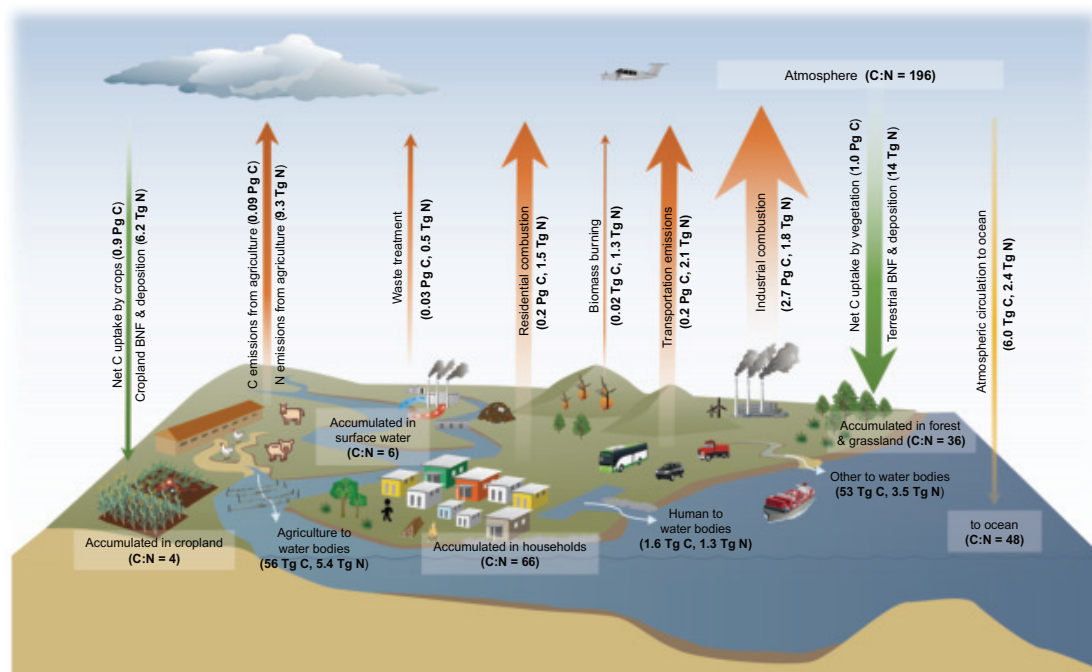 Atmosphere (C:N = 196)
Net C uptake by crops (0.9 Pg C)
Cropland BNF & deposition (6.2 Tg N)
C emissions from agriculture (0.09 Pg C)
N emissions from agriculture (9.3 Tg N)
Waste treatment
(0.03 Pg C, 0.5 Tg N)
Residential combustion
(0.2 Pg C, 1.5 Tg N)
Biomass burning
(0.02 Tg C, 1.3 Tg N)
Transportation emissions
(0.2 Pg C, 2.1 Tg N)
Industrial combustion
(2.7 Pg C, 1.8 Tg N)
Net C uptake by vegetation (1.0 Pg C)
Terrestrial BNF & deposition (14 Tg N)
Atmospheric circulation to ocean
(6.0 Tg C, 2.4 Tg N)
Accumulated in
surface water
(C:N = 6)
Accumulated in forest
& grassland (C:N = 36)
Other to water bodies
(53 Tg C, 3.5 Tg N)
Human to
water bodies
(1.6 Tg C, 1.3 Tg N)
to ocean
(C:N = 48)
Accumulated in cropland
(C:N = 4)
Agriculture to
water bodies
(56 Tg C, 5.4 Tg N)
Accumulated in households
(C:N = 66)